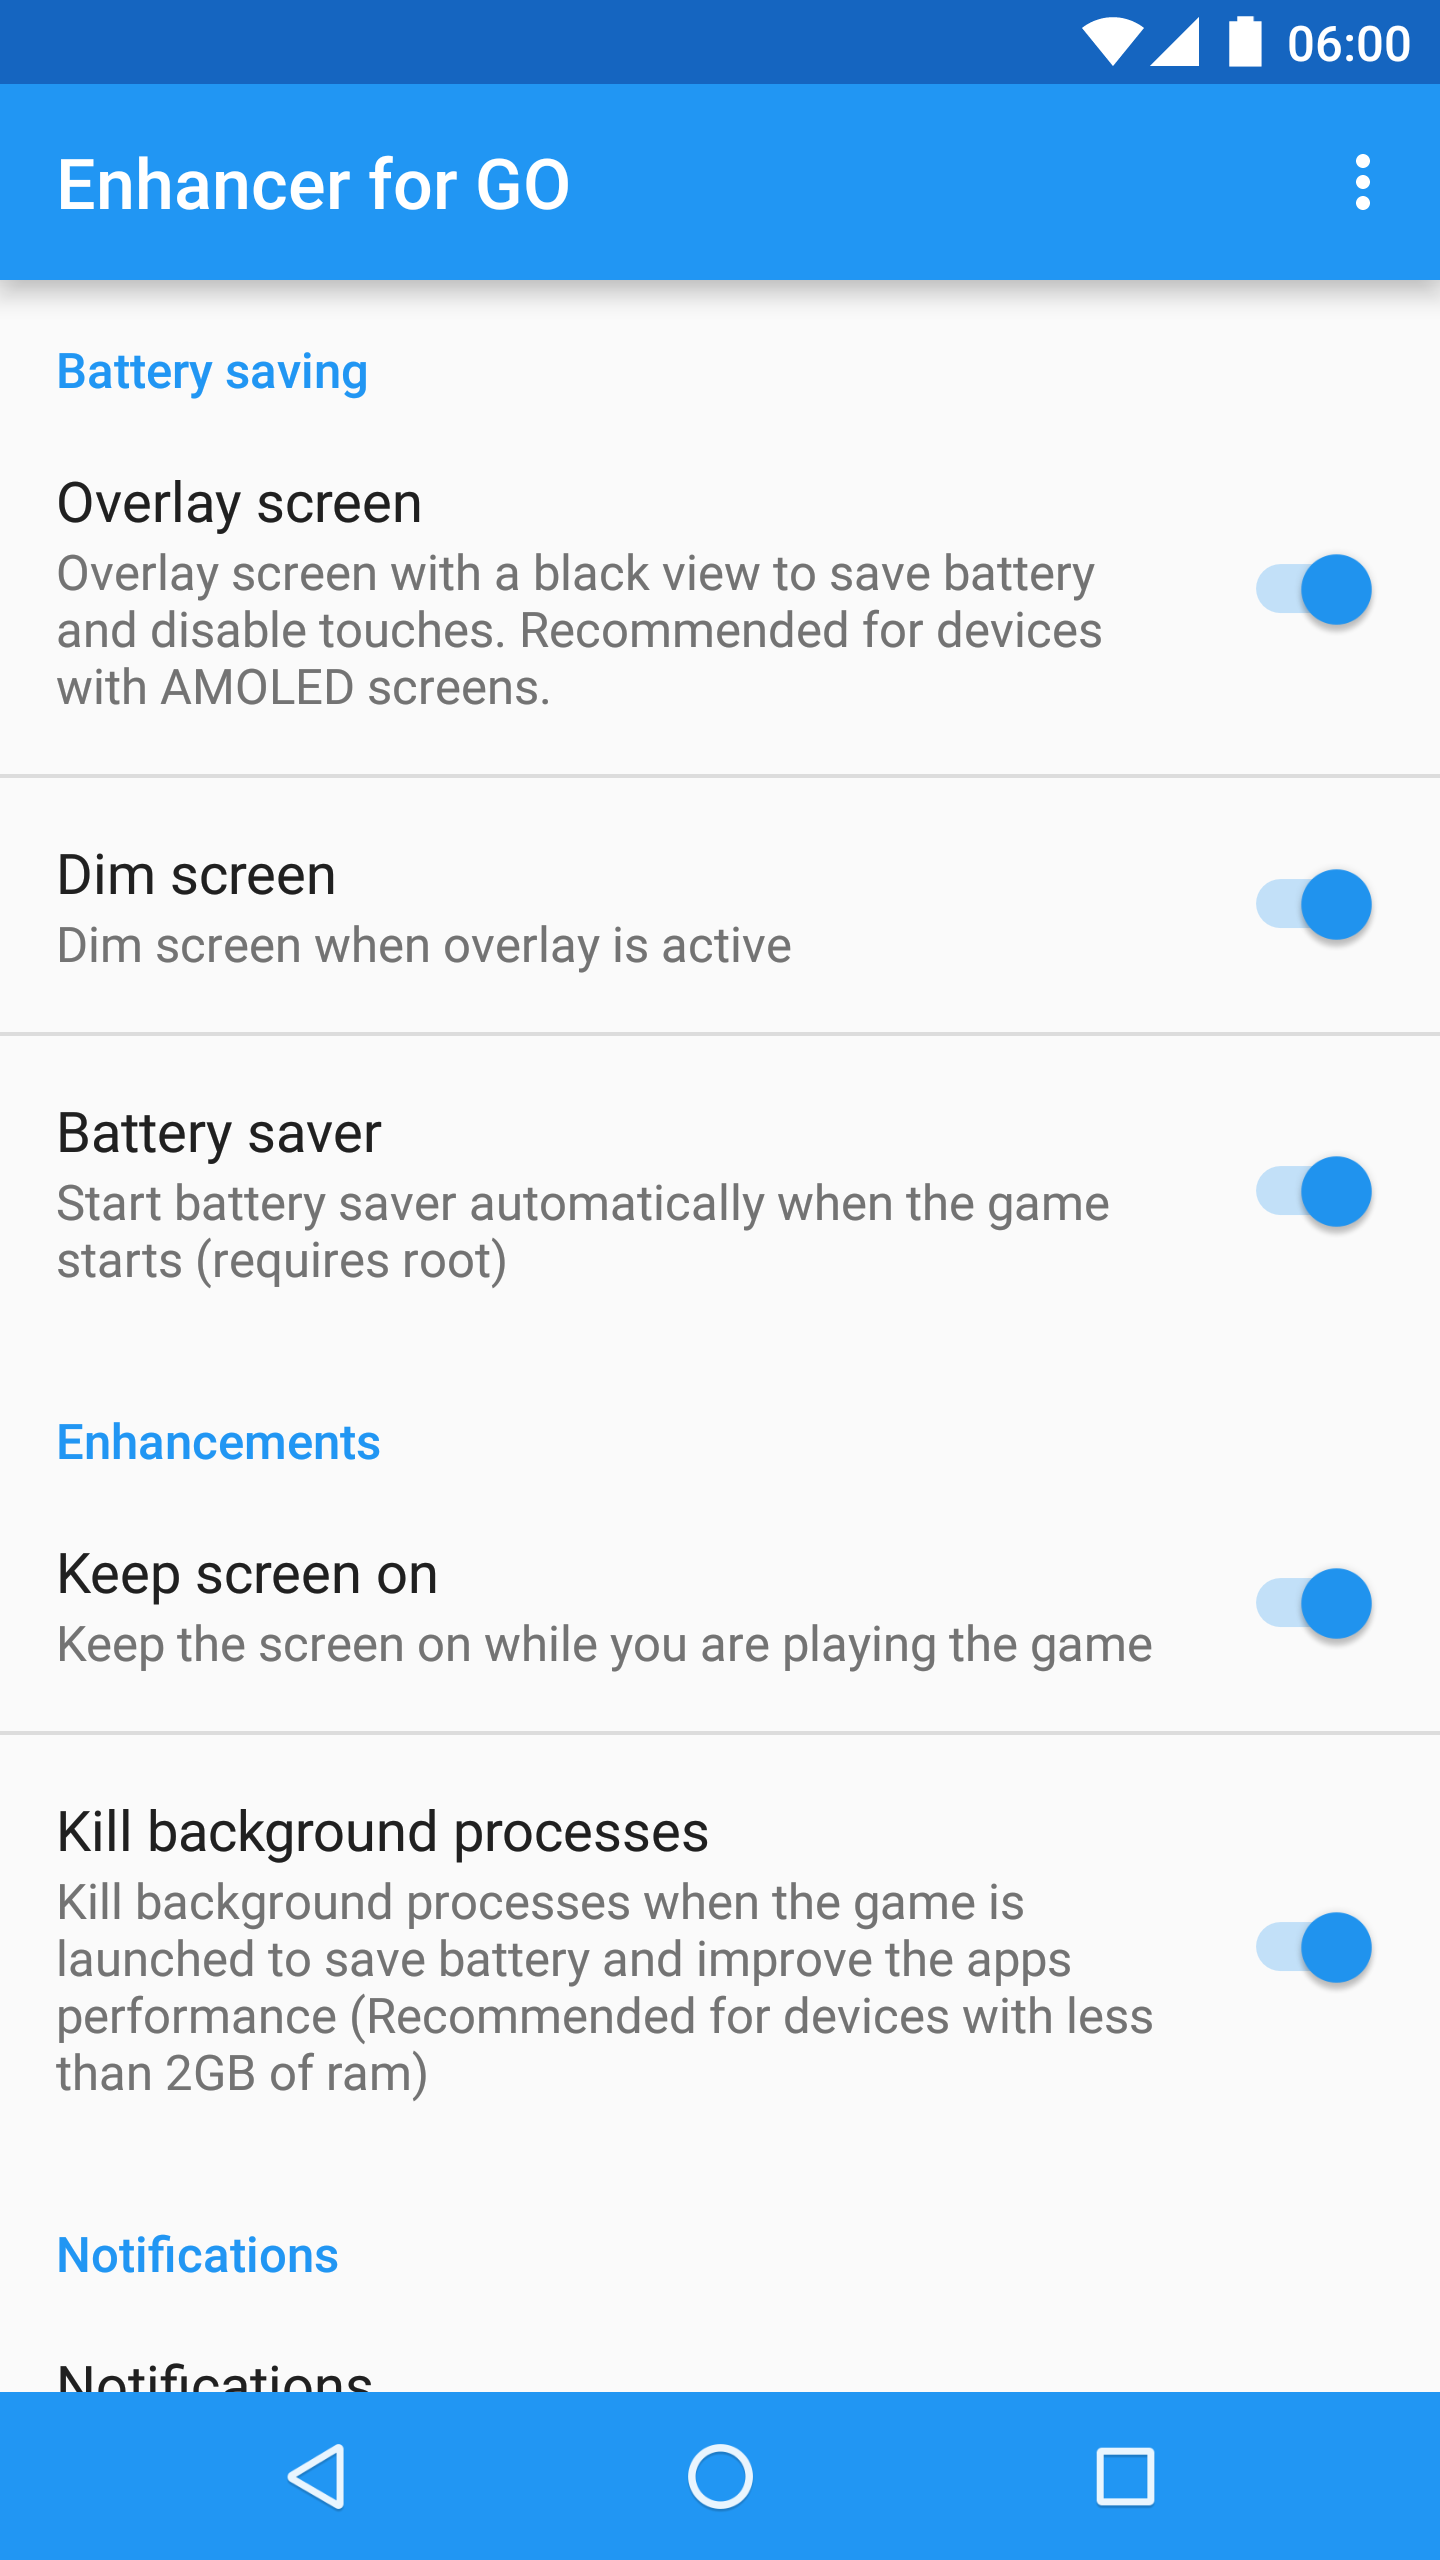 06:00
Enhancer for GO
Battery saving
Overlay screen
Overlay screen with a black view to save battery
and disable touches. Recommended for devices
with AMOLED screens.
Dim screen
Dim screen when overlay is active
Battery saver
Start battery saver automatically when the game
starts (requires root)
Enhancements
Keep screen on
Keep the screen on while you are playing the game
Kill background processes
Kill background processes when the game is
launched to save battery and improve the apps
performance (Recommended for devices with less
than 2GB of ram)
Notifications
Notifications